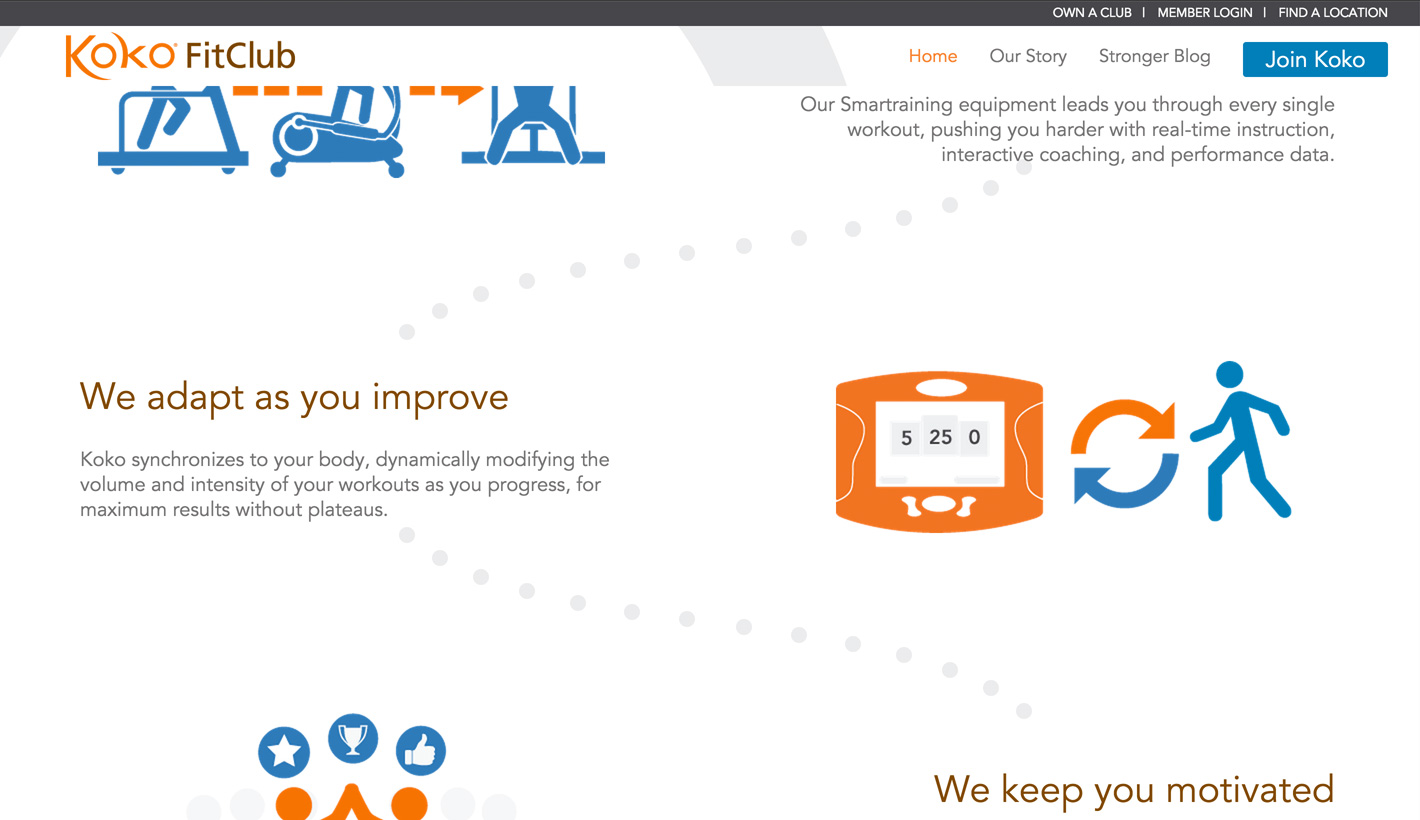 OWN A CLUB | MEMBER LOGIN | FIND A LOCATION
Koko® FitClub
Home Our Story Stronger Blog Join Koko
Our Smartraining equipment leads you through every single
workout, pushing you harder with real-time instruction,
interactive coaching, and performance data.
We adapt as you improve
Koko synchronizes to your body, dynamically modifying the
volume and intensity of your workouts as you progress, for
maximum results without plateaus.
5 25 0
We keep you motivated